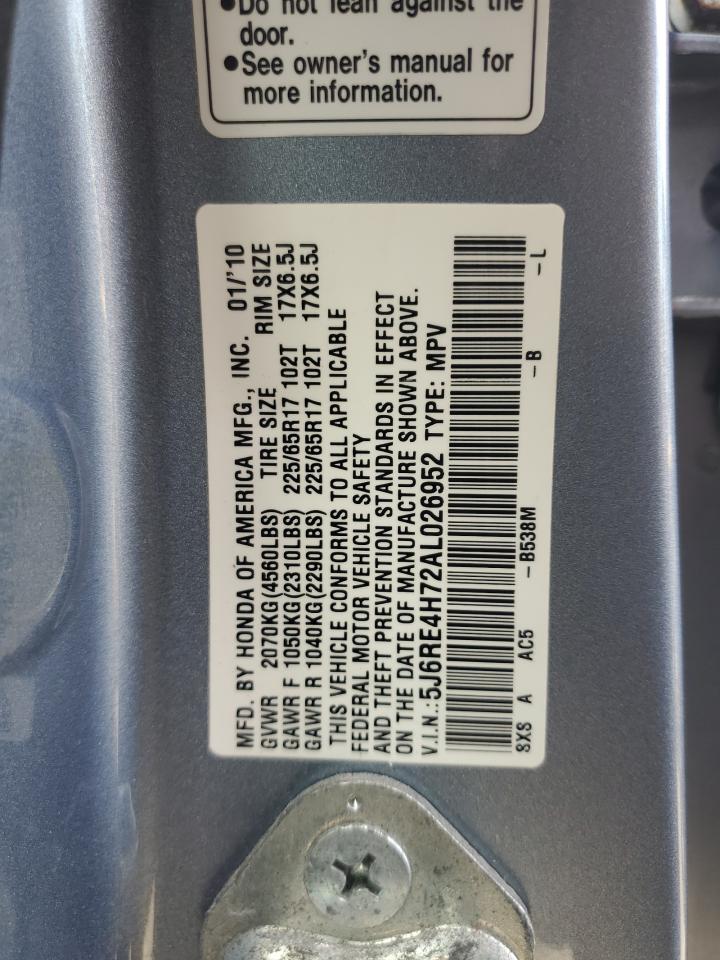 ●Do not lean against the
door.
●See owner's manual for
more information.
MFD. BY HONDA OF AMERICA MFG., INC. 01/'10
GVWR 2070KG(4560LBS) TIRE SIZE RIM SIZE
GAWR F 1050KG(2310LBS) 225/65R17 102T 17X6.5J
GAWR R 1040KG(2290LBS) 225/65R17 102T 17X6.5J
THIS VEHICLE CONFORMS TO ALL APPLICABLE
FEDERAL MOTOR VEHICLE SAFETY
AND THEFT PREVENTION STANDARDS IN EFFECT
ON THE DATE OF MANUFACTURE SHOWN ABOVE.
V.I.N.:5J6RE4H72AL026952 TYPE: MPV
8XS A AC5 -B538M -B -L